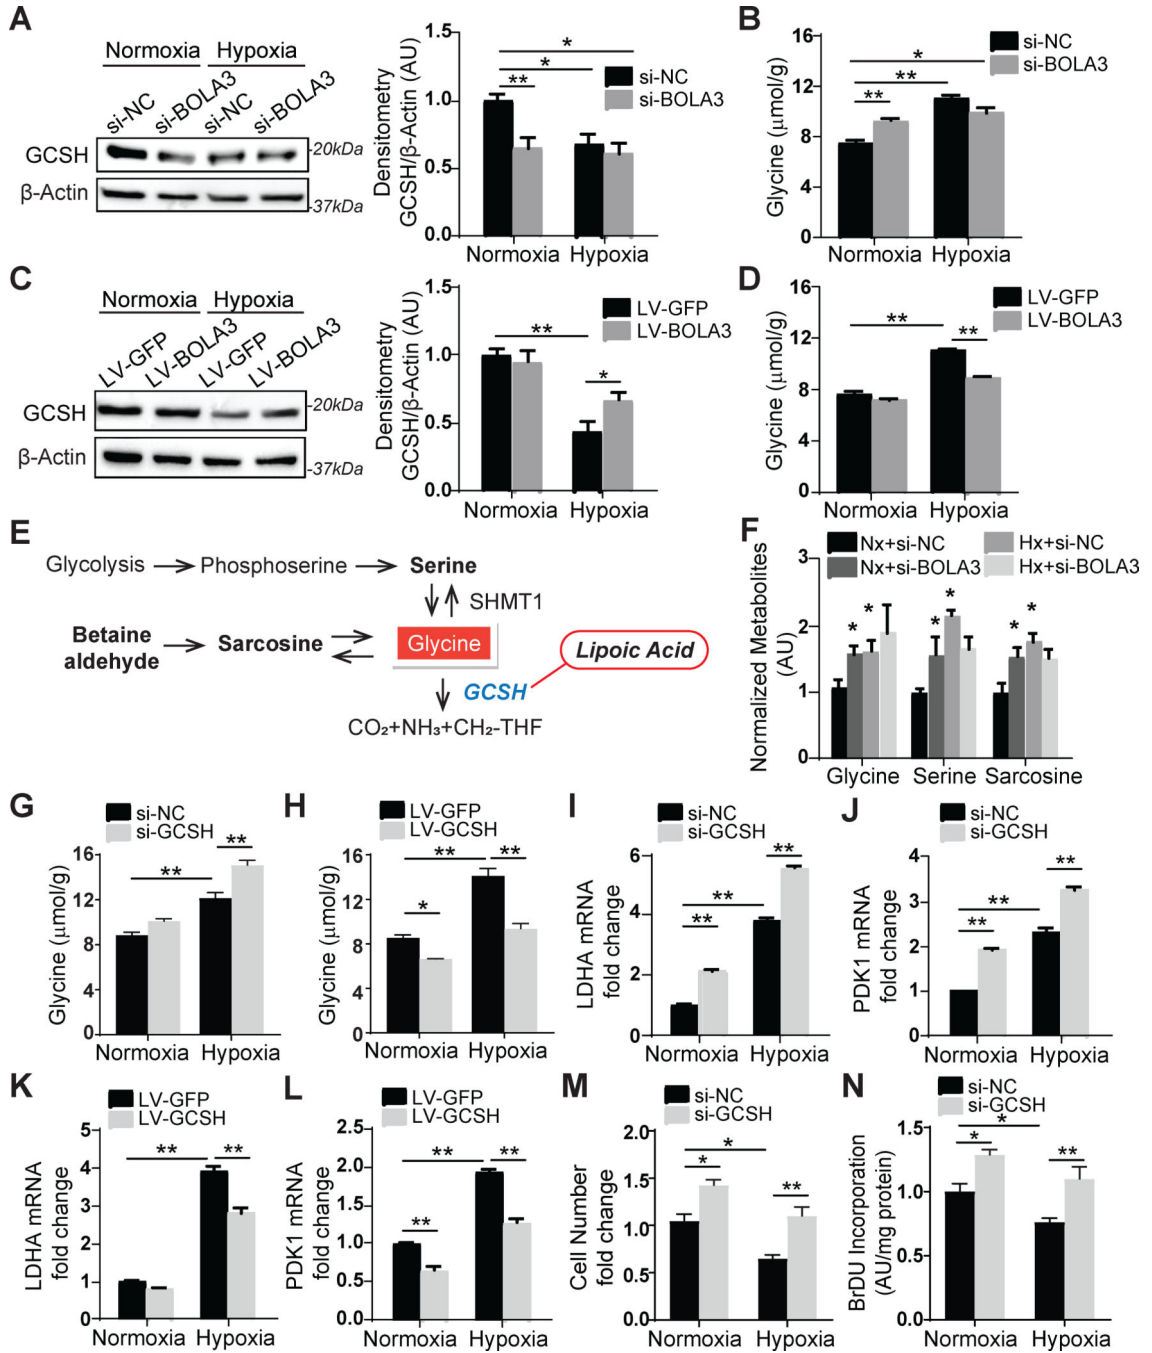 A
Normoxia Hypoxia
si-NC si-BOLA3 si-NC si-BOLA3
GCSH
-20kDa
β-Actin
-37kDa
Densitometry
GCSH/β-Actin (AU)
1.5
1.0
0.5
0.0
*
*
**
si-NC
si-BOLA3
Normoxia Hypoxia
B
Glycine (μmol/g)
16
12
8
4
0
*
**
**
si-NC
si-BOLA3
Normoxia Hypoxia
C
Normoxia Hypoxia
LV-GFP LV-BOLA3 LV-GFP LV-BOLA3
GCSH
-20kDa
β-Actin
-37kDa
Densitometry
GCSH/β-Actin (AU)
1.5
1.0
0.5
0.0
**
*
LV-GFP
LV-BOLA3
Normoxia Hypoxia
D
Glycine (μmol/g)
16
12
8
4
0
**
**
LV-GFP
LV-BOLA3
Normoxia Hypoxia
E
Glycolysis Phosphoserine Serine
SHMT1
Betaine
aldehyde
Sarcosine
Glycine
Lipoic Acid
GCSH
CO₂+NH₃+CH₂-THF
F
Nx+si-NC
Nx+si-BOLA3
Hx+si-NC
Hx+si-BOLA3
Normalized Metabolites
(AU)
3
2
1
0
* * * * * *
Glycine Serine Sarcosine
G
si-NC
si-GCSH
Glycine (μmol/g)
16
12
8
4
0
**
**
Normoxia Hypoxia
H
LV-GFP
LV-GCSH
Glycine (μmol/g)
16
12
8
4
0
**
**
*
Normoxia Hypoxia
I
si-NC
si-GCSH
LDHA mRNA
fold change
6
4
2
0
**
**
**
Normoxia Hypoxia
J
si-NC
si-GCSH
PDK1 mRNA
fold change
4
3
2
1
0
**
**
**
Normoxia Hypoxia
K
LV-GFP
LV-GCSH
LDHA mRNA
fold change
5
4
3
2
1
0
**
**
Normoxia Hypoxia
L
LV-GFP
LV-GCSH
PDK1 mRNA
fold change
2.5
2.0
1.5
1.0
0.5
0.0
**
**
**
Normoxia Hypoxia
M
si-NC
si-GCSH
Cell Number
fold change
2.0
1.5
1.0
0.5
0.0
*
*
**
Normoxia Hypoxia
N
si-NC
si-GCSH
BrDU Incorporation
(AU/mg protein)
1.5
1.0
0.5
0.0
*
*
**
Normoxia Hypoxia